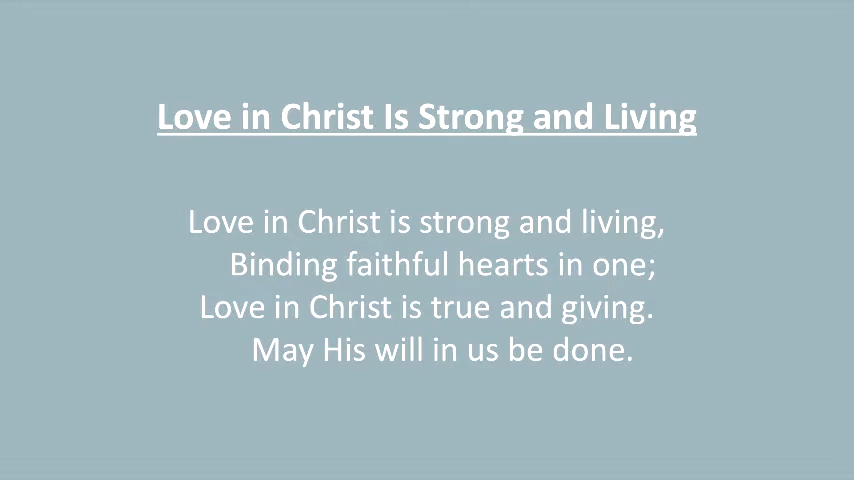 Love in Christ Is Strong and Living
Love in Christ is strong and living,
Binding faithful hearts in one;
Love in Christ is true and giving.
May His will in us be done.